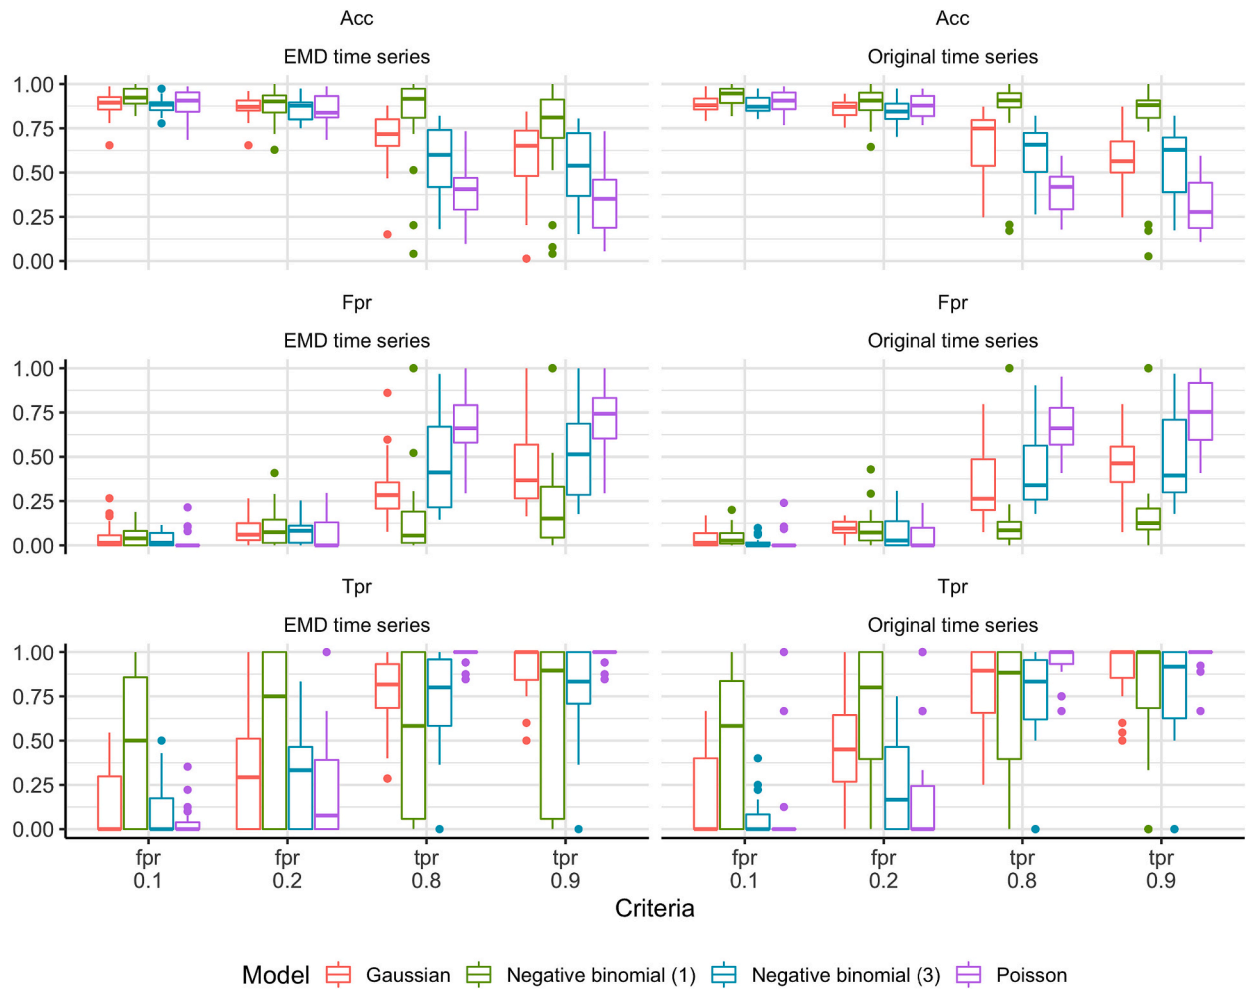 Acc
Acc
EMD time series
Original time series
1.00
0.75
0.50
0.25
0.00
Fpr
Fpr
EMD time series
Original time series
1.00
0.75
0.50
0.25
0.00
Tpr
Tpr
EMD time series
Original time series
1.00
0.75
0.50
0.25
0.00
fpr
0.1
fpr
0.2
tpr
0.8
tpr
0.9
fpr
0.1
fpr
0.2
tpr
0.8
tpr
0.9
Criteria
Model Gaussian Negative binomial (1) Negative binomial (3) Poisson